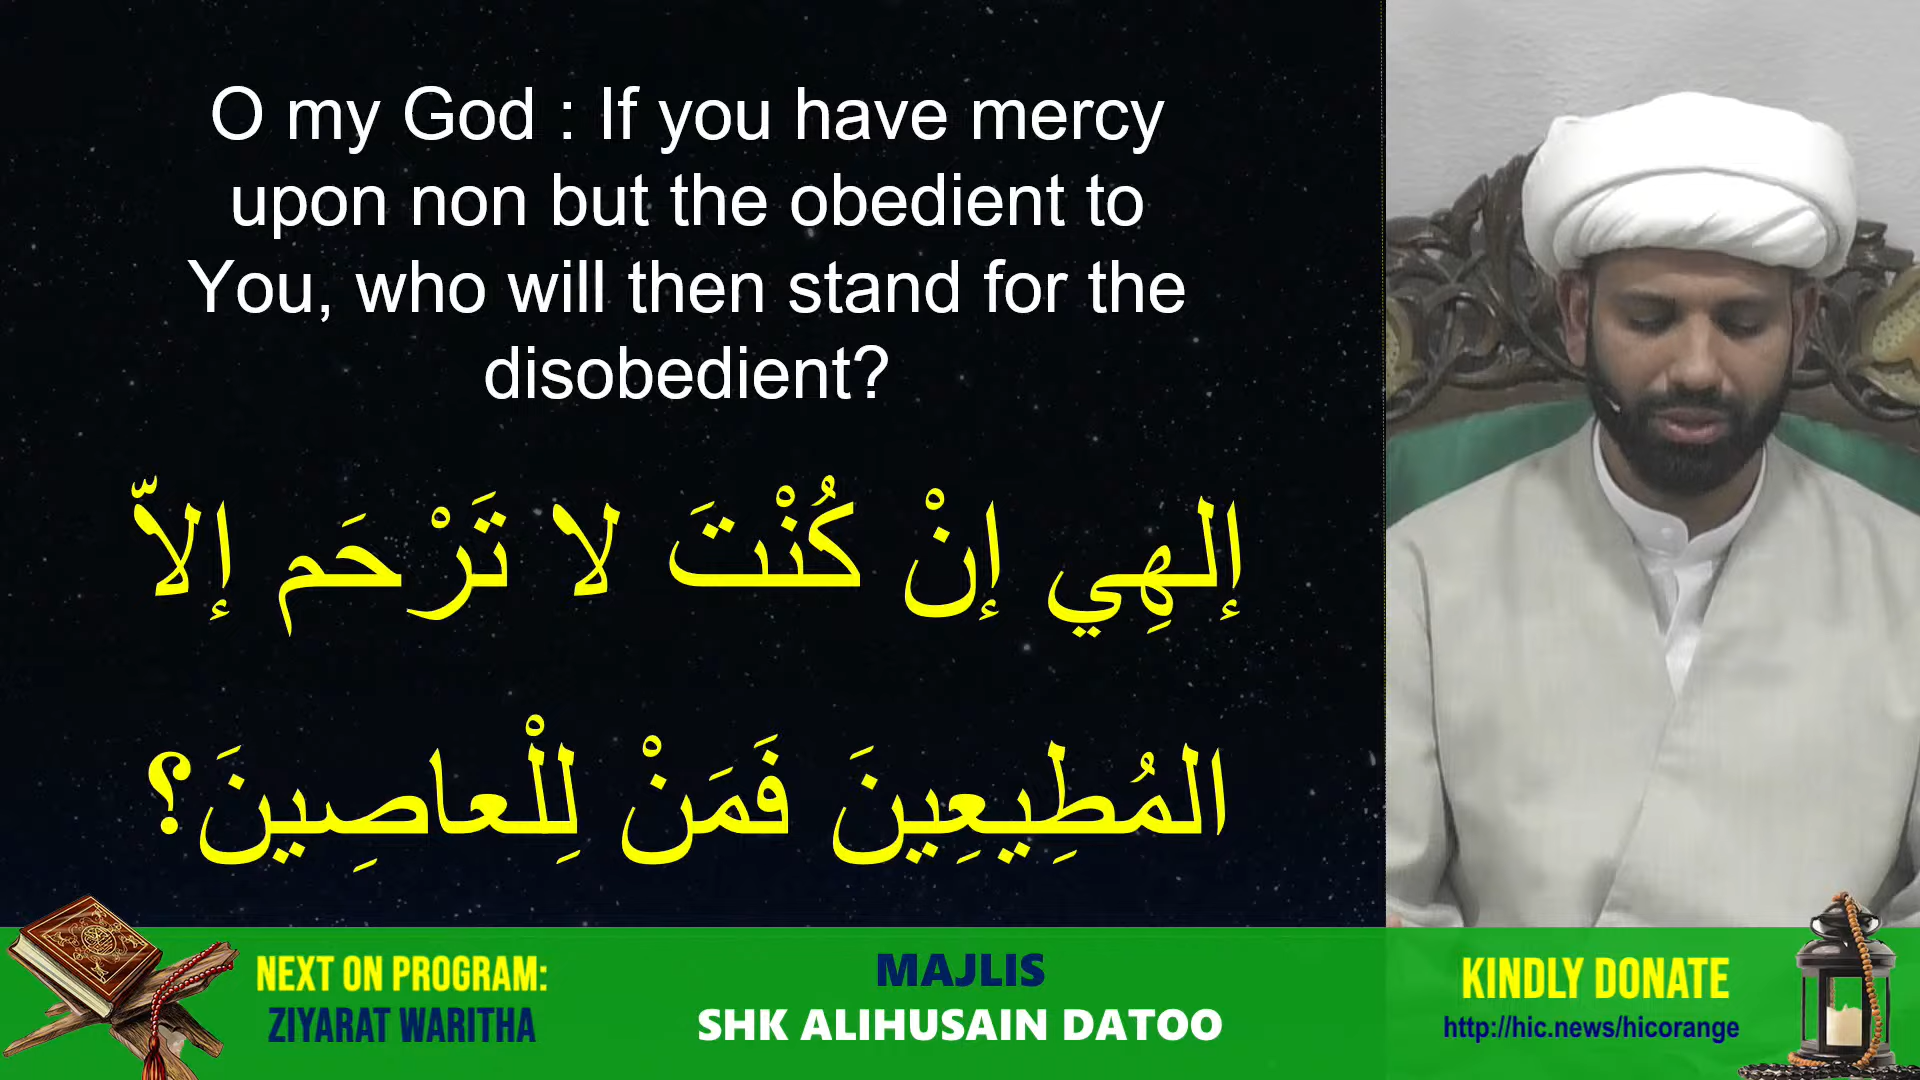 O my God : If you have mercy
upon non but the obedient to
You, who will then stand for the
disobedient?
إلهِي إنْ كُنْتَ لا تَرْحَم إلاّ
المُطِيعِينَ فَمَنْ لِلْعاصِينَ؟
NEXT ON PROGRAM:
ZIYARAT WARITHA
MAJLIS
SHK ALIHUSAIN DATOO
KINDLY DONATE
http://hic.news/hicorange